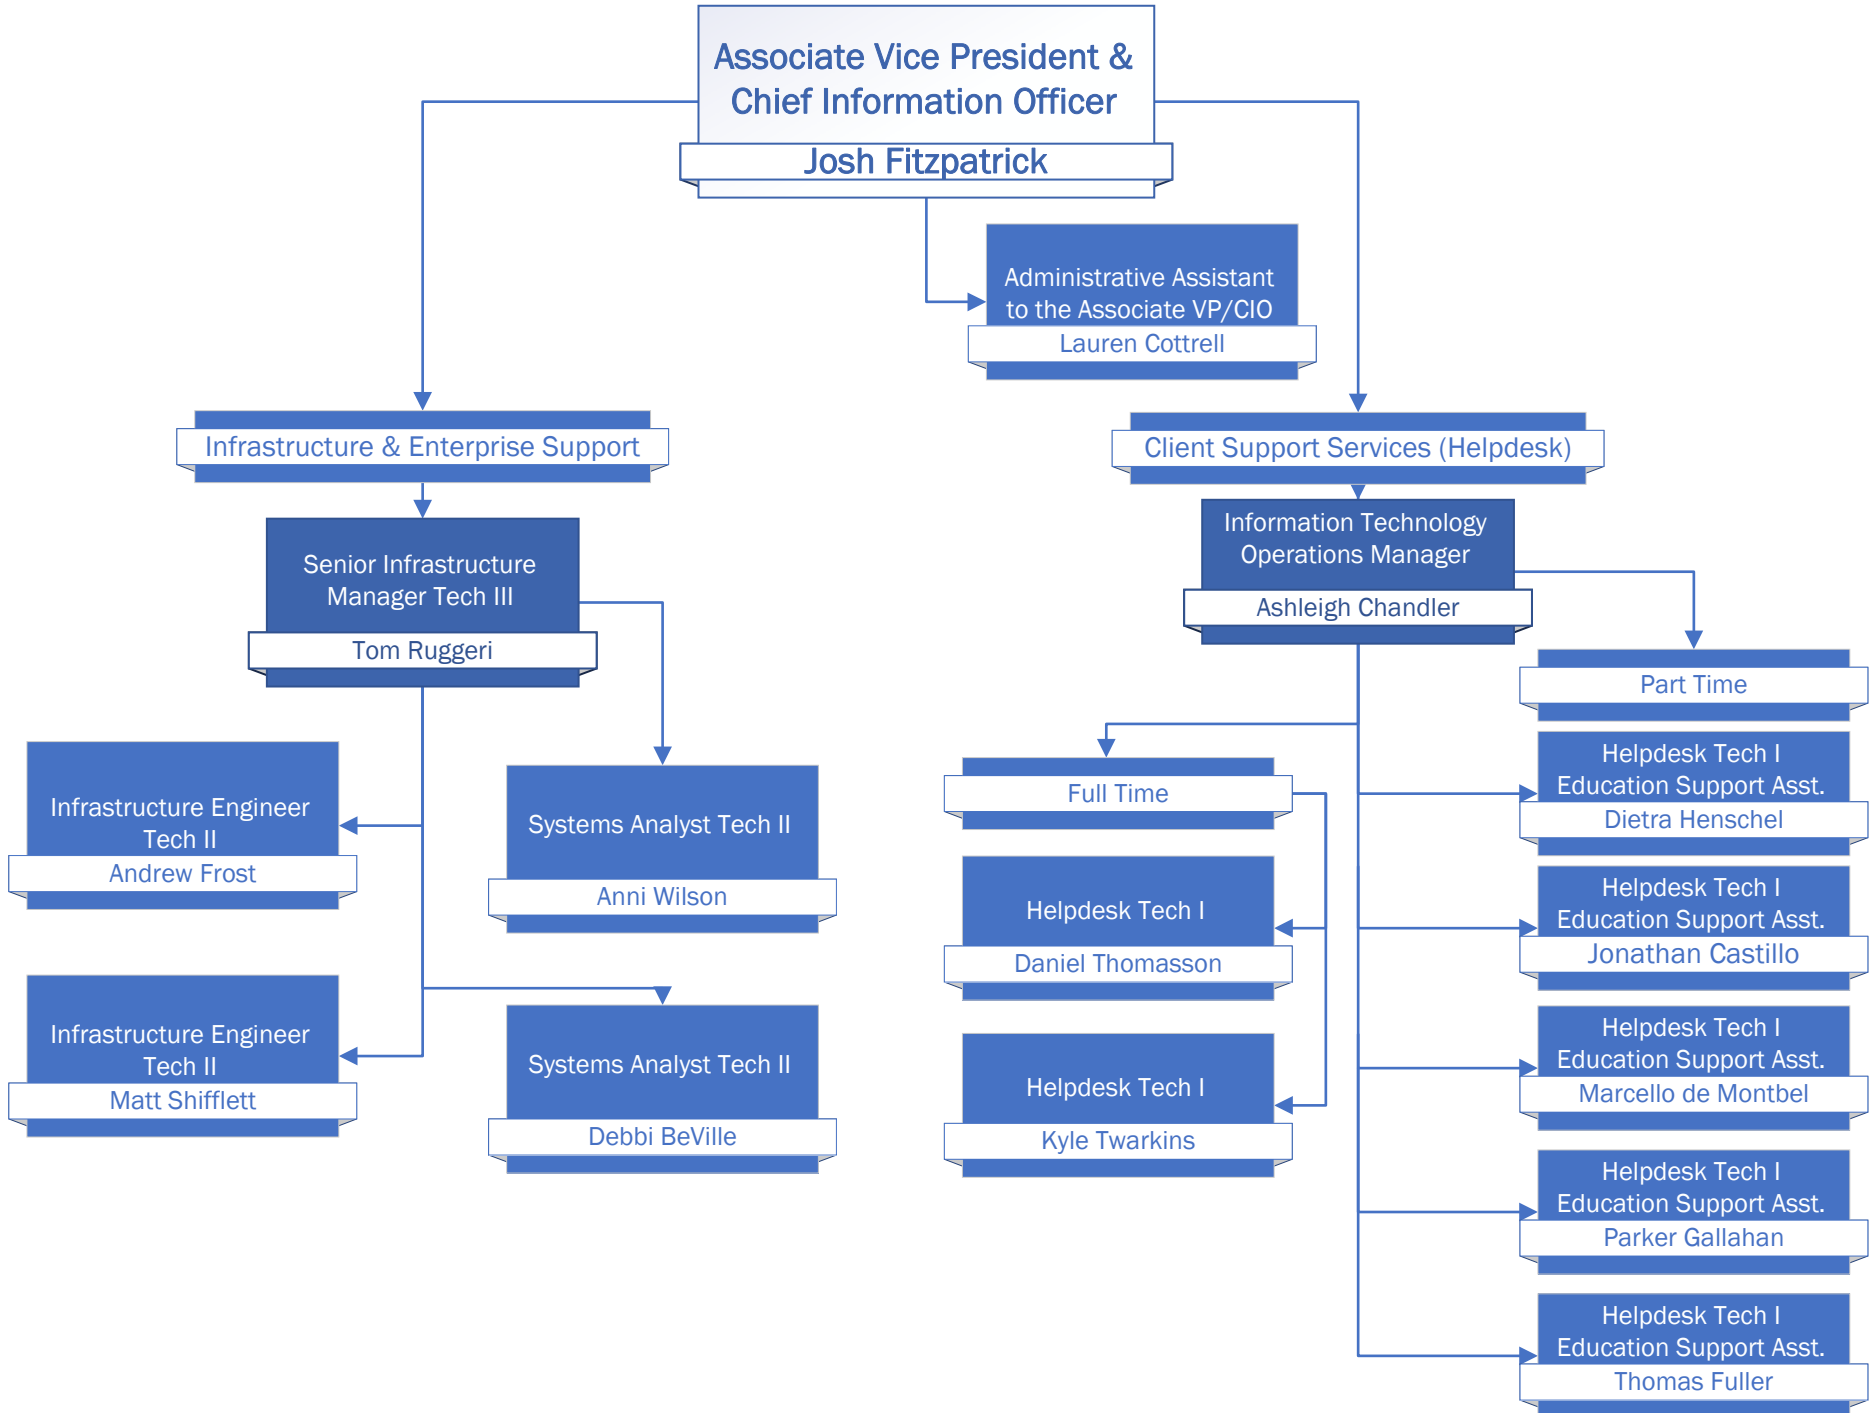 Associate Vice President &
Chief Information Officer
Josh Fitzpatrick
Administrative Assistant
to the Associate VP/CIO
Lauren Cottrell
Infrastructure & Enterprise Support
Senior Infrastructure
Manager Tech III
Tom Ruggeri
Infrastructure Engineer
Tech II
Andrew Frost
Systems Analyst Tech II
Anni Wilson
Infrastructure Engineer
Tech II
Matt Shifflett
Systems Analyst Tech II
Debbi BeVille
Client Support Services (Helpdesk)
Information Technology
Operations Manager
Ashleigh Chandler
Full Time
Helpdesk Tech I
Daniel Thomasson
Helpdesk Tech I
Kyle Twarkins
Part Time
Helpdesk Tech I
Education Support Asst.
Dietra Henschel
Helpdesk Tech I
Education Support Asst.
Jonathan Castillo
Helpdesk Tech I
Education Support Asst.
Marcello de Montbel
Helpdesk Tech I
Education Support Asst.
Parker Gallahan
Helpdesk Tech I
Education Support Asst.
Thomas Fuller